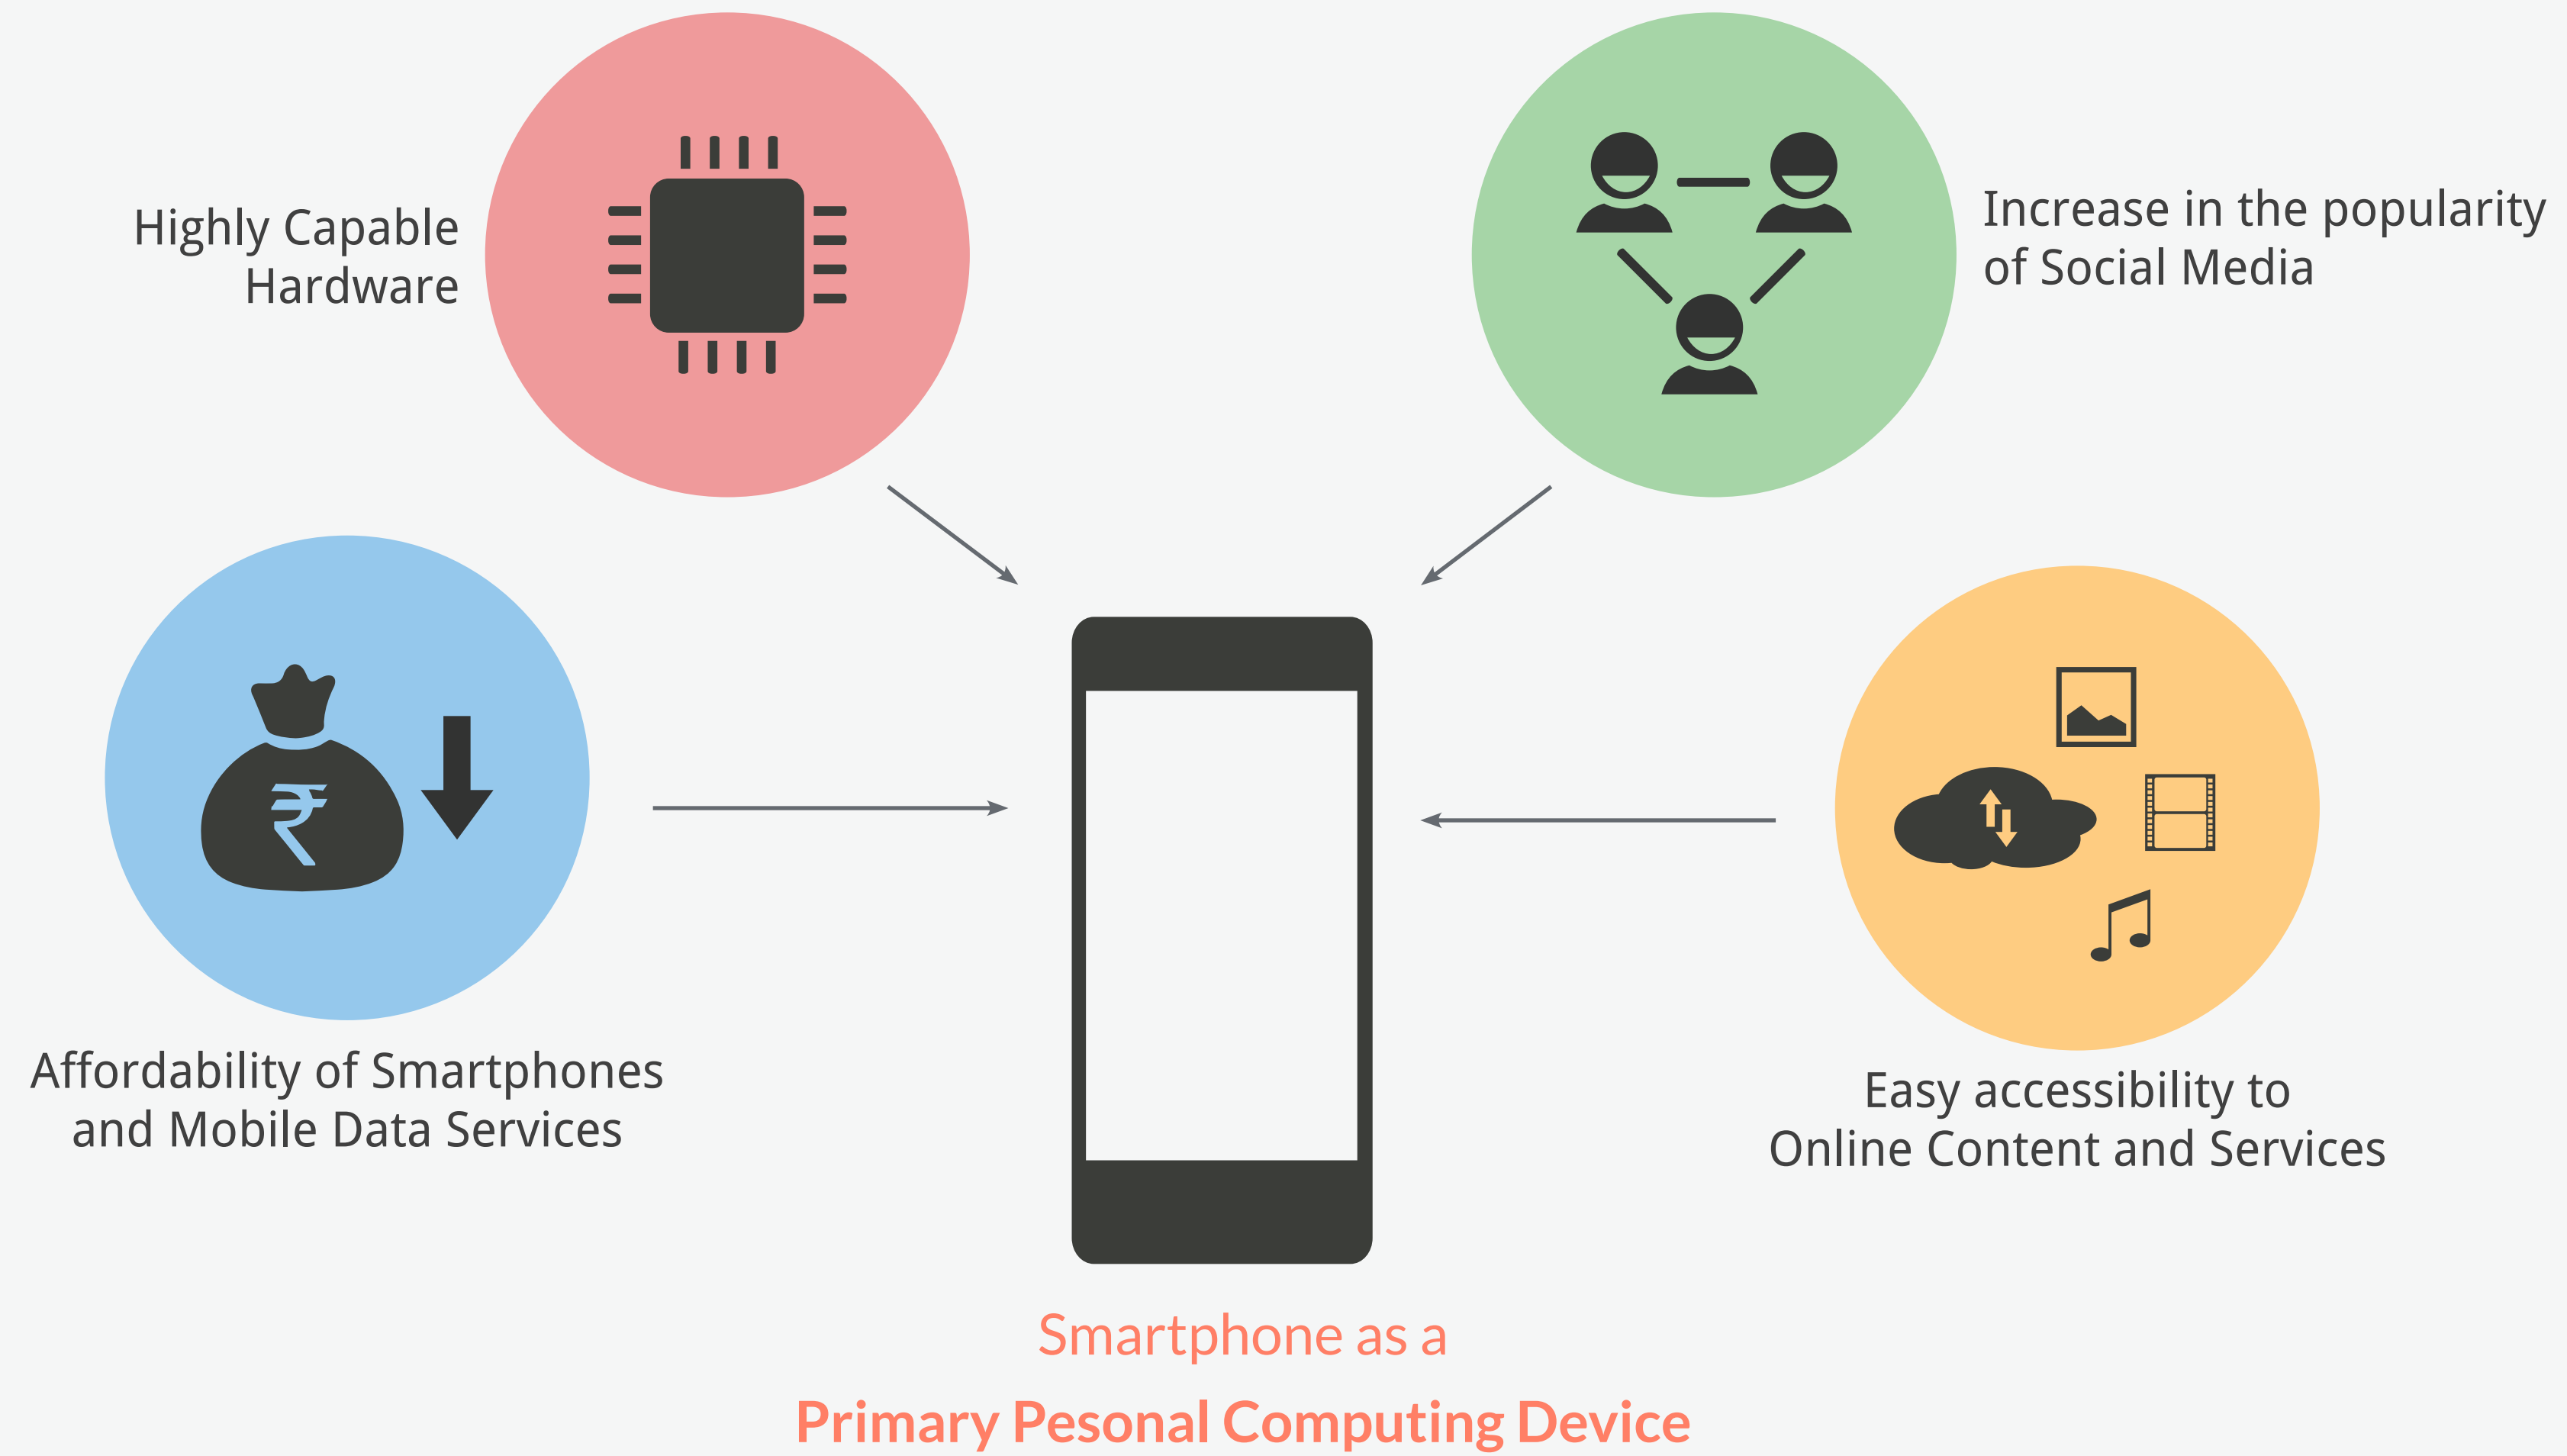 Highly Capable
Hardware
Increase in the popularity
of Social Media
₹
Affordability of Smartphones
and Mobile Data Services
Easy accessibility to
Online Content and Services
Smartphone as a
Primary Pesonal Computing Device